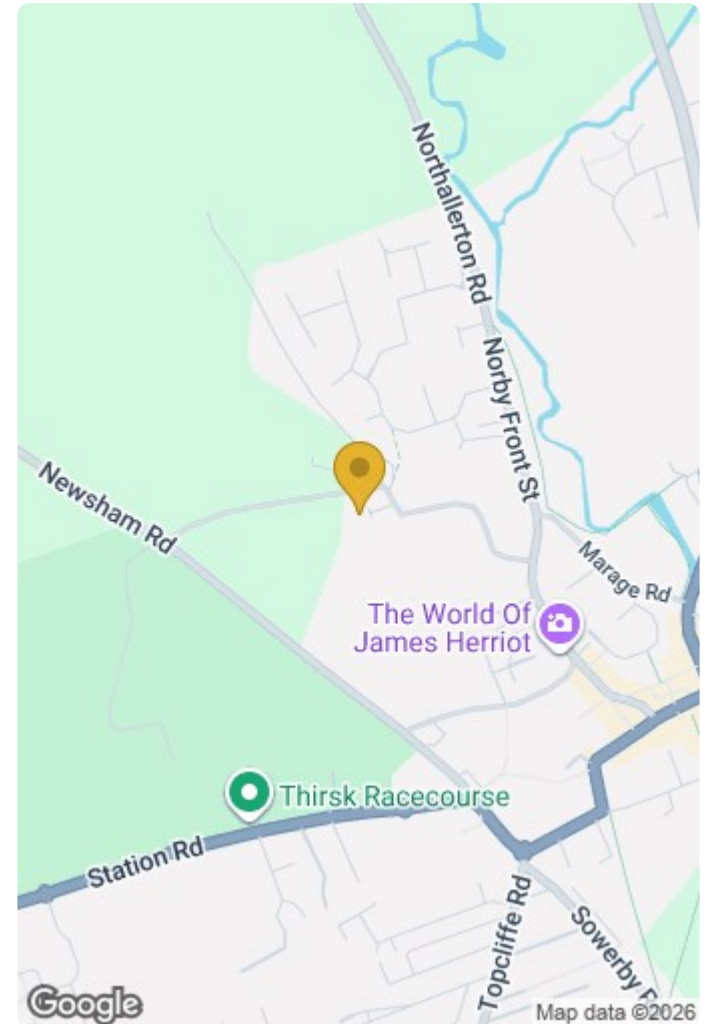 Northallerton Rd
Norby Front St
Newsham Rd
Marage Rd
The World Of
James Herriot
Thirsk Racecourse
Station Rd
Topcliffe Rd
Sowerby R
Google
Map data ©2026